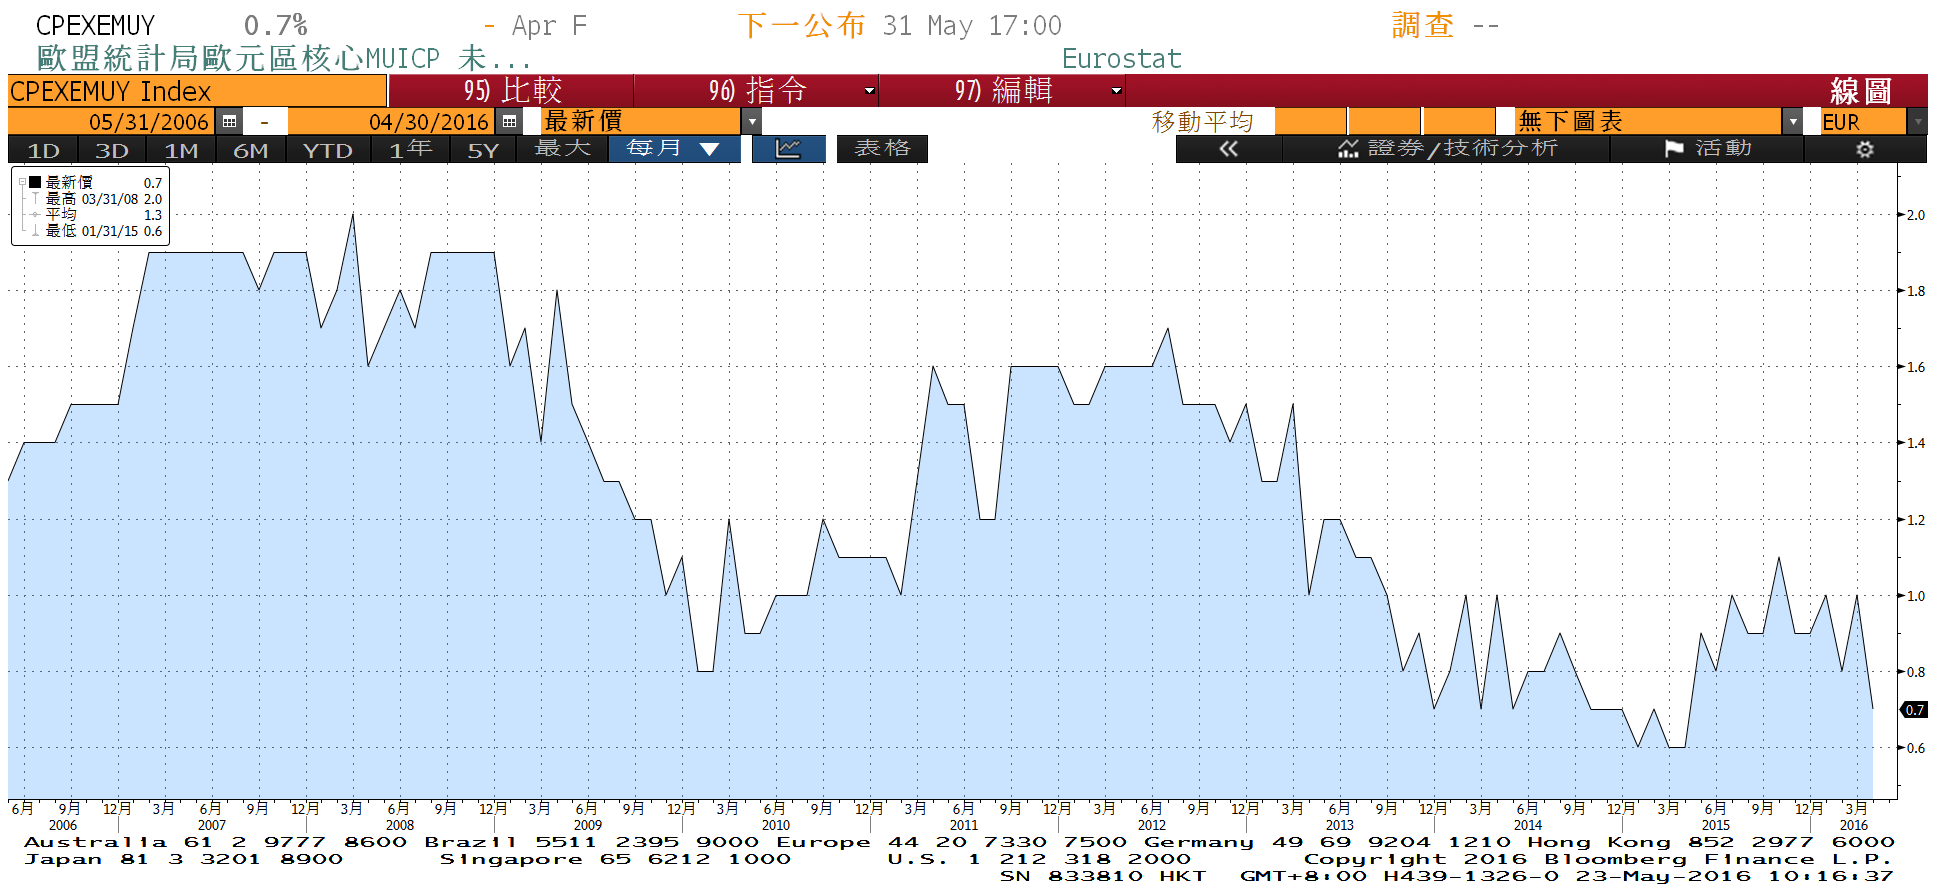 CPEXEMUY 0.7% - Apr F 下一公布 31 May 17:00 調查 --
歐盟統計局歐元區核心MUICP 未... Eurostat
CPEXEMUY Index 95) 比較 96) 指令 97) 編輯 線圖
05/31/2006 - 04/30/2016 最新價 移動平均 無下圖表 EUR
1D 3D 1M 6M YTD 1年 5Y 最大 每月 ▼ 表格 « 證券/技術分析 活動
最新價 0.7
最高 03/31/08 2.0
平均 1.3
最低 01/31/15 0.6
2.0
1.8
1.6
1.4
1.2
1.0
0.8
0.7
0.6
6月 9月 12月 3月 6月 9月 12月 3月 6月 9月 12月 3月 6月 9月 12月 3月 6月 9月 12月 3月 6月 9月 12月 3月 6月 9月 12月 3月 6月 9月 12月 3月 6月 9月 12月 3月 6月 9月 12月 3月
2006 2007 2008 2009 2010 2011 2012 2013 2014 2015 2016
Australia 61 2 9777 8600 Brazil 5511 2395 9000 Europe 44 20 7330 7500 Germany 49 69 9204 1210 Hong Kong 852 2977 6000
Japan 81 3 3201 8900 Singapore 65 6212 1000 U.S. 1 212 318 2000 Copyright 2016 Bloomberg Finance L.P.
SN 833810 HKT GMT+8:00 H439-1326-0 23-May-2016 10:16:37